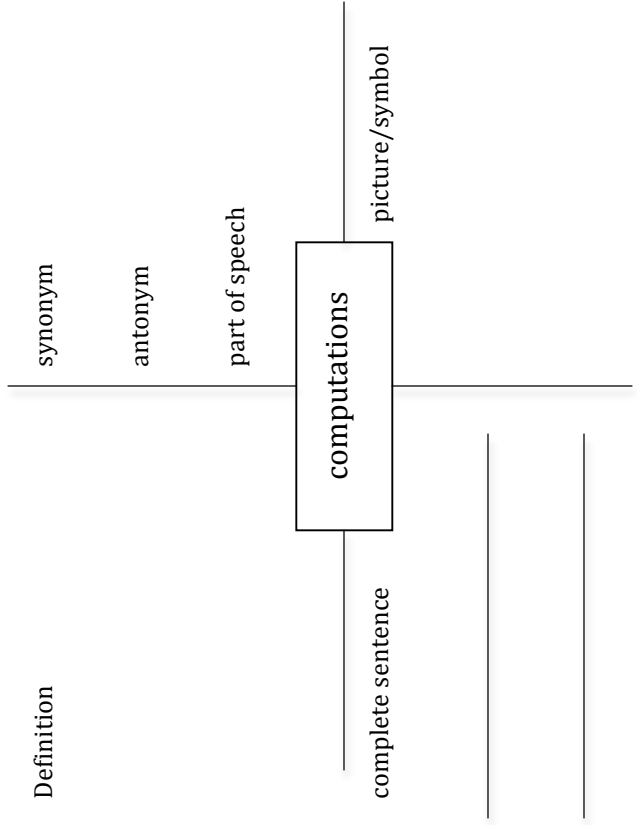 Definition
synonym
antonym
part of speech
computations
complete sentence
picture/symbol